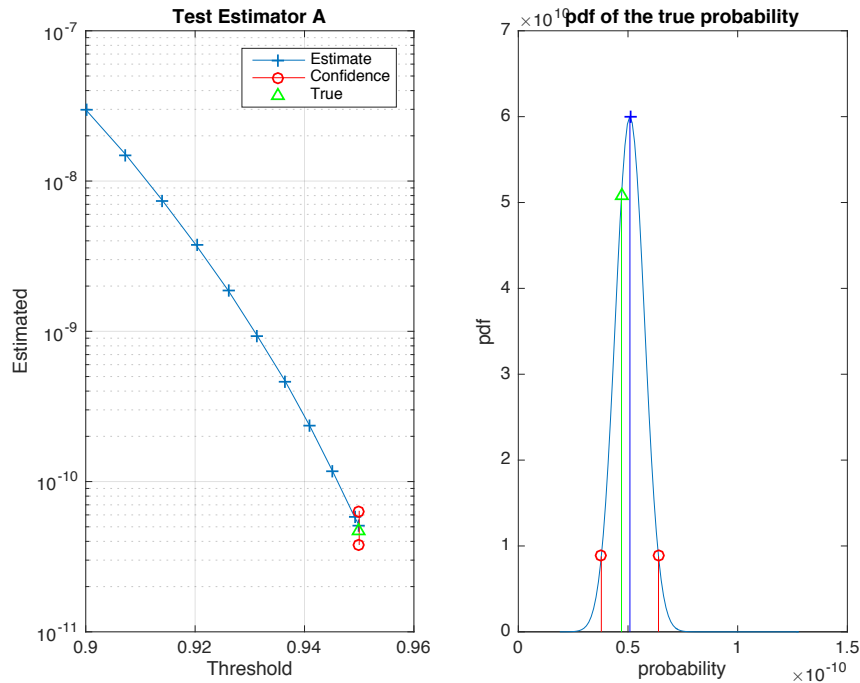 Test Estimator A
10^-7
10^-8
10^-9
10^-10
10^-11
Estimated
0.9
0.92
0.94
0.96
Threshold
Estimate
Confidence
True
×10^10
pdf of the true probability
7
6
5
4
3
2
1
0
pdf
0
0.5
1
1.5
probability
×10^-10